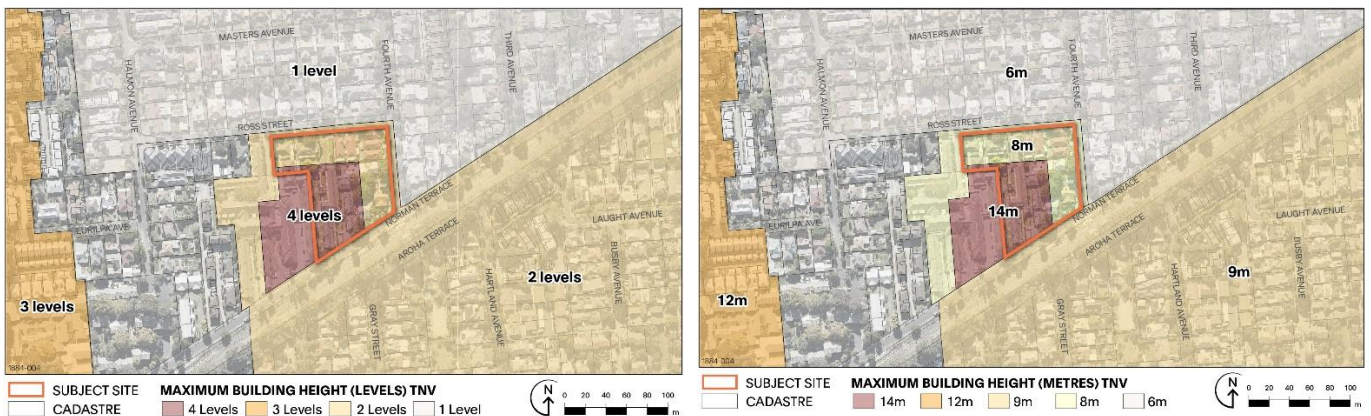 MASTERS AVENUE
HALMON AVENUE
1 level
FOURTH AVENUE
THIRD AVENUE
ROSS STREET
4 levels
NORMAN TERRACE
AROHA TERRACE
EURILPA AVE
LAUGHT AVENUE
BUSBY AVENUE
2 levels
HARTLAND AVENUE
3 levels
GRAY STREET
1884-004
SUBJECT SITE
CADASTRE
MAXIMUM BUILDING HEIGHT (LEVELS) TNV
4 Levels
3 Levels
2 Levels
1 Level
N
0 20 40 60 80 100
m
MASTERS AVENUE
HALMON AVENUE
6m
FOURTH AVENUE
THIRD AVENUE
ROSS STREET
8m
14m
NORMAN TERRACE
AROHA TERRACE
EURILPA AVE
LAUGHT AVENUE
BUSBY AVENUE
9m
HARTLAND AVENUE
12m
GRAY STREET
1884-004
SUBJECT SITE
CADASTRE
MAXIMUM BUILDING HEIGHT (METRES) TNV
14m
12m
9m
8m
6m
N
0 20 40 60 80 100
m